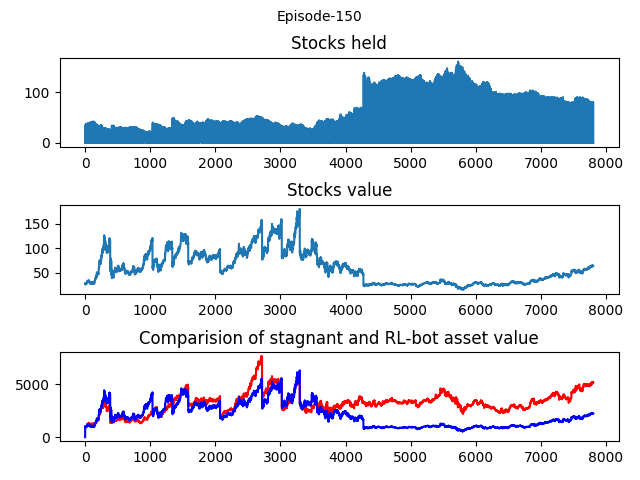 Episode-150
Stocks held
100
0
0 1000 2000 3000 4000 5000 6000 7000 8000
Stocks value
150
100
50
0 1000 2000 3000 4000 5000 6000 7000 8000
Comparision of stagnant and RL-bot asset value
5000
0
0 1000 2000 3000 4000 5000 6000 7000 8000